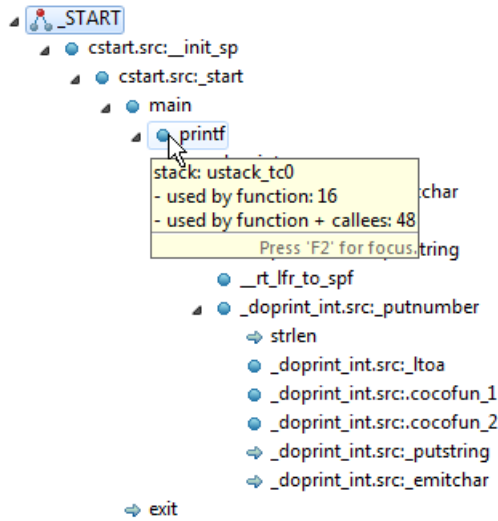 _START
cstart.src:__init_sp
cstart.src:_start
main
printf
stack: ustack_tc0
- used by function: 16
- used by function + callees: 48
Press 'F2' for focus.
tchar
tring
__rt_lfr_to_spf
_doprint_int.src:_putnumber
strlen
_doprint_int.src:_ltoa
_doprint_int.src:.cocofun_1
_doprint_int.src:.cocofun_2
_doprint_int.src:_putstring
_doprint_int.src:_emitchar
exit